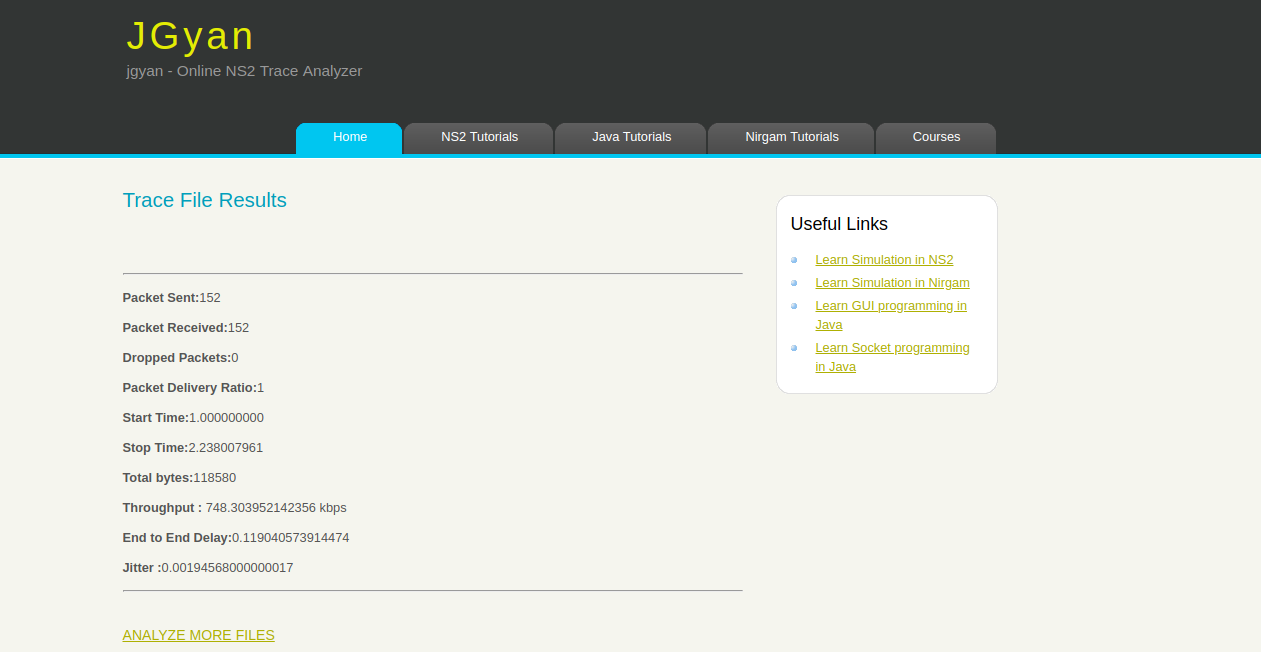 JGyan
jgyan - Online NS2 Trace Analyzer
Home
NS2 Tutorials
Java Tutorials
Nirgam Tutorials
Courses
Trace File Results
Packet Sent:152
Packet Received:152
Dropped Packets:0
Packet Delivery Ratio:1
Start Time:1.000000000
Stop Time:2.238007961
Total bytes:118580
Throughput : 748.303952142356 kbps
End to End Delay:0.119040573914474
Jitter :0.00194568000000017
ANALYZE MORE FILES
Useful Links
Learn Simulation in NS2
Learn Simulation in Nirgam
Learn GUI programming in
Java
Learn Socket programming
in Java